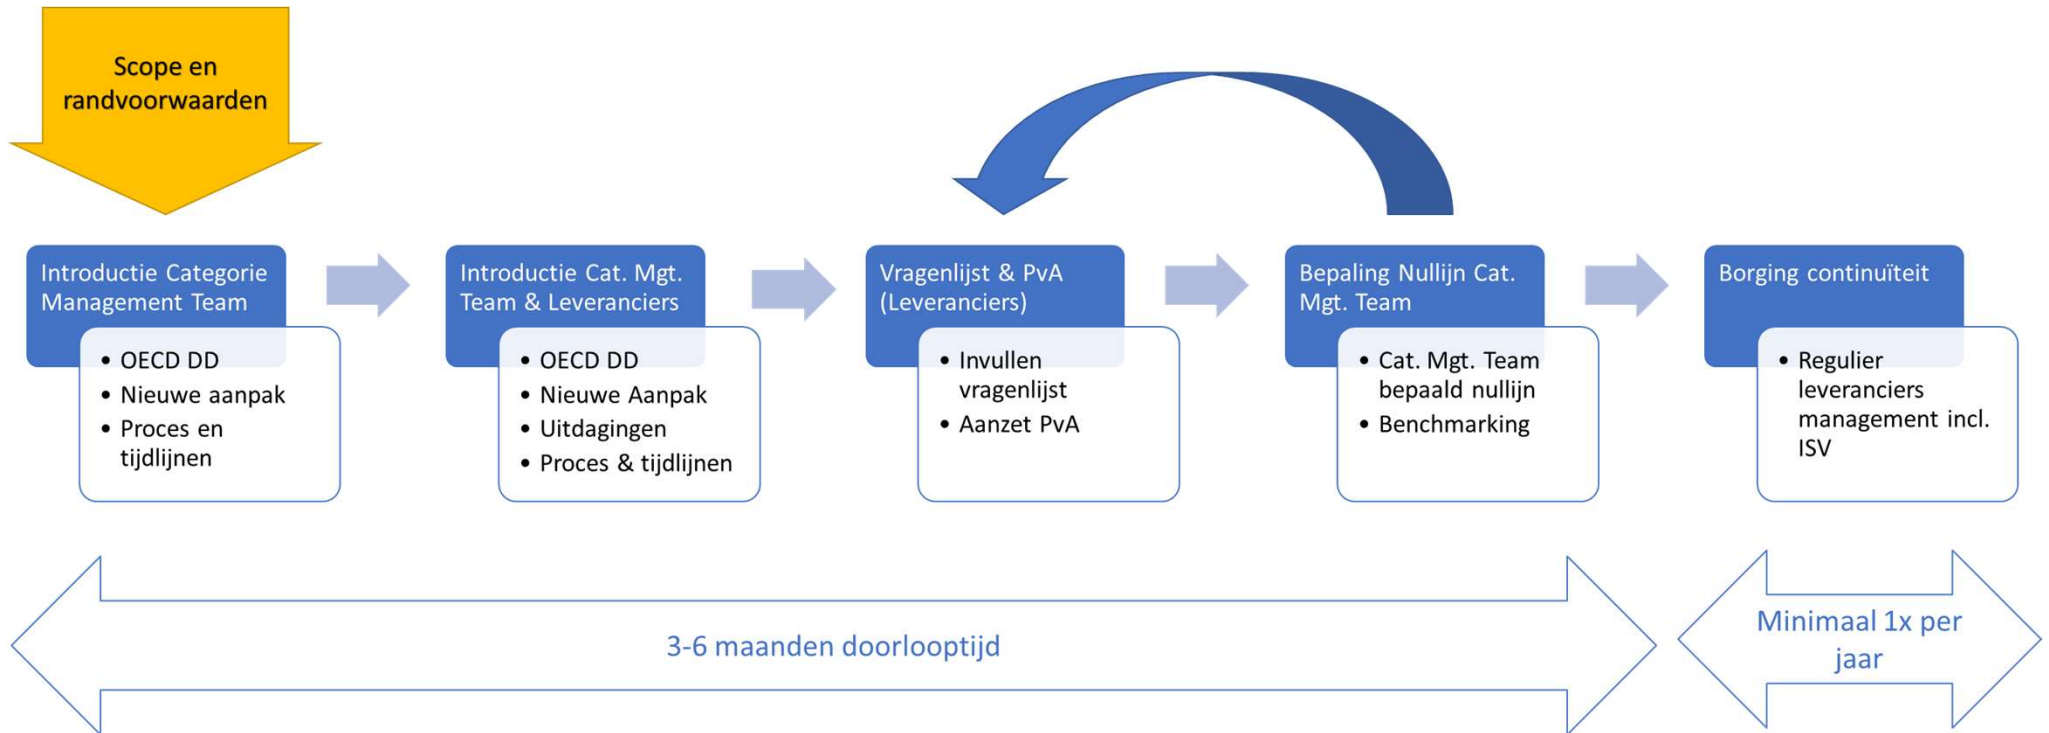 Scope en
randvoorwaarden
Introductie Categorie
Management Team
• OECD DD
• Nieuwe aanpak
• Proces en
tijdlijnen
Introductie Cat. Mgt.
Team & Leveranciers
• OECD DD
• Nieuwe Aanpak
• Uitdagingen
• Proces & tijdlijnen
Vragenlijst & PvA
(Leveranciers)
• Invullen
vragenlijst
• Aanzet PvA
Bepaling Nullijn Cat.
Mgt. Team
• Cat. Mgt. Team
bepaald nullijn
• Benchmarking
Borging continuïteit
• Regulier
leveranciers
management incl.
ISV
3-6 maanden doorlooptijd
Minimaal 1x per
jaar